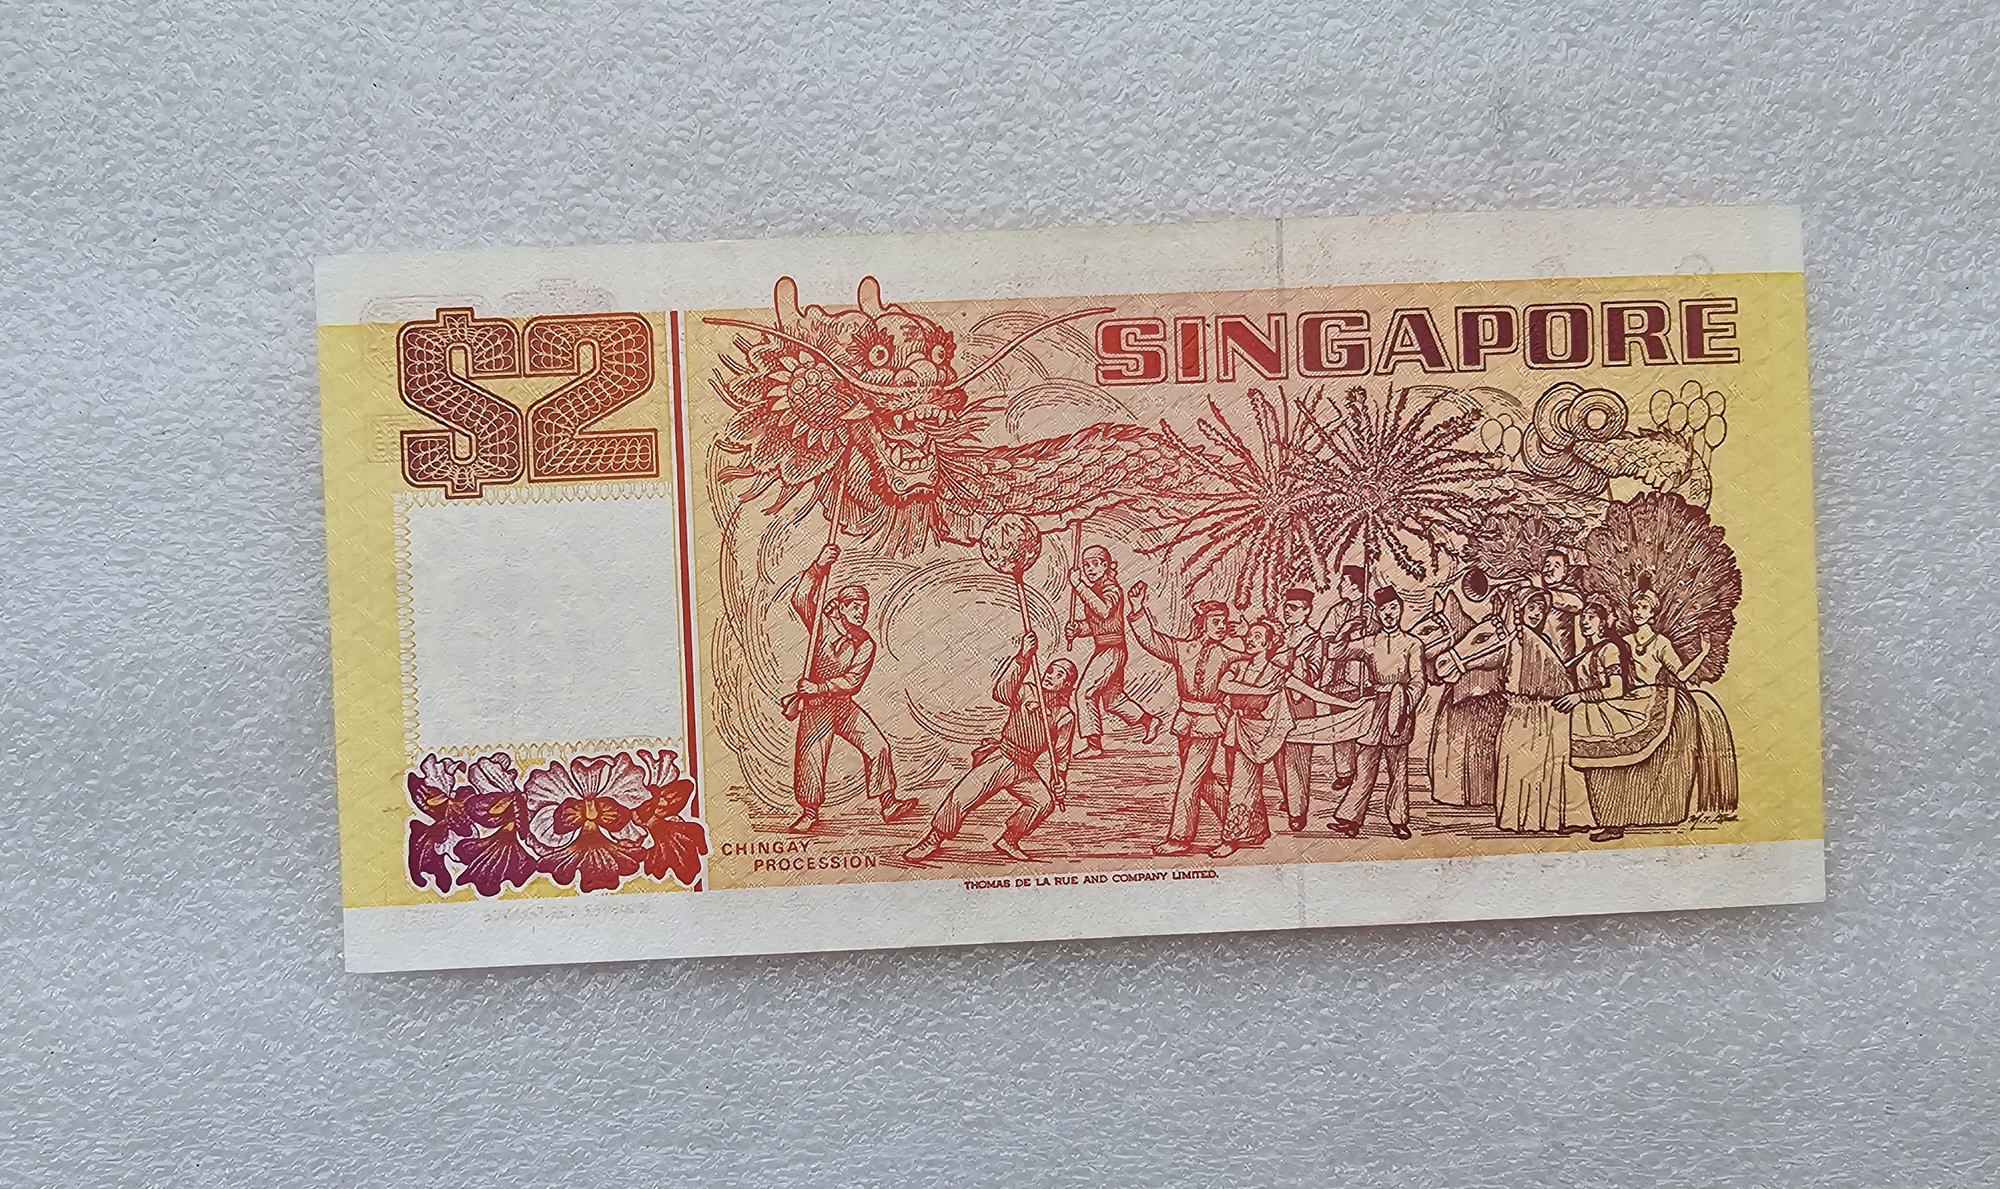 $2
SINGAPORE
CHINGAY
PROCESSION
THOMAS DE LA RUE AND COMPANY LIMITED.